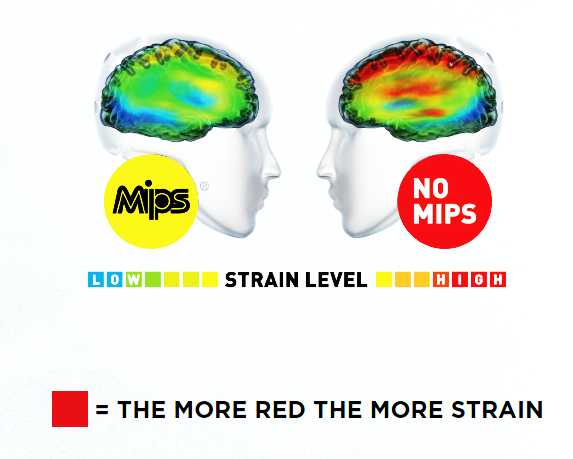 Mips®
NO
MIPS
LOW STRAIN LEVEL HIGH
= THE MORE RED THE MORE STRAIN